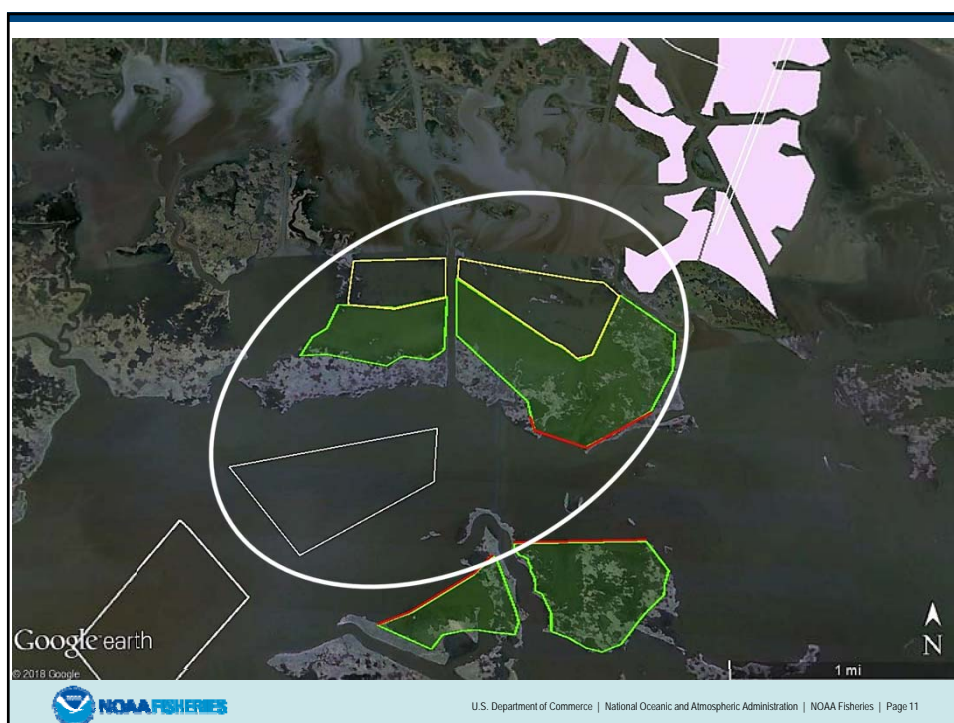 Google earth
© 2018 Google
N
1 mi
NOAA FISHERIES
U.S. Department of Commerce | National Oceanic and Atmospheric Administration | NOAA Fisheries | Page 11